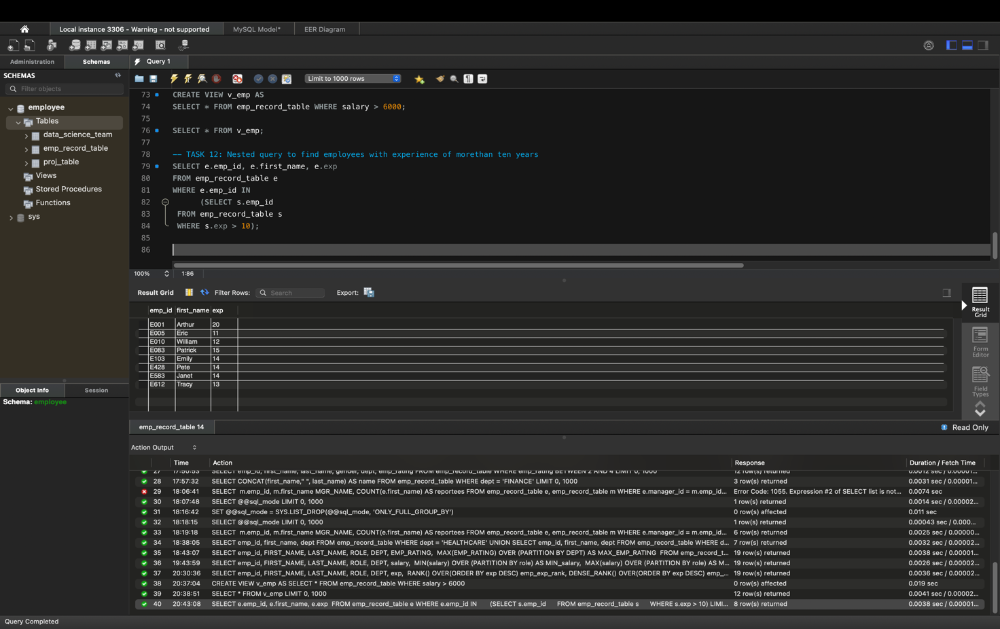 Local instance 3306 - Warning - not supported
MySQL Model*
EER Diagram
Administration
Schemas
Query 1
SCHEMAS
Filter objects
employee
Tables
data_science_team
emp_record_table
proj_table
Views
Stored Procedures
Functions
sys
Object Info
Session
Schema: employee
Limit to 1000 rows
73 CREATE VIEW v_emp AS
74 SELECT * FROM emp_record_table WHERE salary > 6000;
75
76 SELECT * FROM v_emp;
77
78 -- TASK 12: Nested query to find employees with experience of morethan ten years
79 SELECT e.emp_id, e.first_name, e.exp
80 FROM emp_record_table e
81 WHERE e.emp_id IN
82 (SELECT s.emp_id
83 FROM emp_record_table s
84 WHERE s.exp > 10);
85
86
100% 1:86
Result Grid Filter Rows: Search Export:
emp_id first_name exp
E001 Arthur 20
E005 Eric 11
E010 William 12
E083 Patrick 15
E103 Emily 14
E428 Pete 14
E583 Janet 14
E612 Tracy 13
Result Grid
Form Editor
Field Types
emp_record_table 14
Read Only
Action Output
Time Action Response Duration / Fetch Time
27 17:50:53 SELECT emp_id, first_name, last_name, gender, dept, emp_rating FROM emp_record_table WHERE emp_rating BETWEEN 2 AND 4 LIMIT 0, 1000 12 row(s) returned 0.0012 sec / 0.00001...
28 17:57:32 SELECT CONCAT(first_name," ", last_name) AS name FROM emp_record_table WHERE dept = 'FINANCE' LIMIT 0, 1000 3 row(s) returned 0.0031 sec / 0.00001...
29 18:06:41 SELECT m.emp_id, m.first_name MGR_NAME, COUNT(e.first_name) AS reportees FROM emp_record_table e, emp_record_table m WHERE e.manager_id = m.emp_id... Error Code: 1055. Expression #2 of SELECT list is not... 0.0074 sec
30 18:07:48 SELECT @@sql_mode LIMIT 0, 1000 1 row(s) returned 0.0014 sec / 0.00002...
31 18:16:42 SET @@sql_mode = SYS.LIST_DROP(@@sql_mode, 'ONLY_FULL_GROUP_BY') 0 row(s) affected 0.011 sec
32 18:18:15 SELECT @@sql_mode LIMIT 0, 1000 1 row(s) returned 0.00043 sec / 0.000...
33 18:19:18 SELECT m.emp_id, m.first_name MGR_NAME, COUNT(e.first_name) AS reportees FROM emp_record_table e, emp_record_table m WHERE e.manager_id = m.emp_id... 6 row(s) returned 0.0025 sec / 0.00000...
34 18:38:05 SELECT emp_id, first_name, dept FROM emp_record_table WHERE dept = 'HEALTHCARE' UNION SELECT emp_id, first_name, dept FROM emp_record_table WHERE d... 7 row(s) returned 0.0032 sec / 0.00002...
35 18:43:07 SELECT emp_id, FIRST_NAME, LAST_NAME, ROLE, DEPT, EMP_RATING, MAX(EMP_RATING) OVER (PARTITION BY DEPT) AS MAX_EMP_RATING FROM emp_record_t... 19 row(s) returned 0.0038 sec / 0.00001...
36 19:43:59 SELECT emp_id, FIRST_NAME, LAST_NAME, ROLE, DEPT, salary, MIN(salary) OVER (PARTITION BY role) AS MIN_salary, MAX(salary) OVER (PARTITION BY role) AS M... 19 row(s) returned 0.0026 sec / 0.00002...
37 20:30:36 SELECT emp_id, FIRST_NAME, LAST_NAME, ROLE, DEPT, exp, RANK() OVER(ORDER BY exp DESC) emp_exp_rank, DENSE_RANK() OVER(ORDER BY exp DESC) emp_... 19 row(s) returned 0.0036 sec / 0.00002...
38 20:37:04 CREATE VIEW v_emp AS SELECT * FROM emp_record_table WHERE salary > 6000 0 row(s) affected 0.019 sec
39 20:38:51 SELECT * FROM v_emp LIMIT 0, 1000 12 row(s) returned 0.0041 sec / 0.00002...
40 20:43:08 SELECT e.emp_id, e.first_name, e.exp FROM emp_record_table e WHERE e.emp_id IN (SELECT s.emp_id FROM emp_record_table s WHERE s.exp > 10) LIMI... 8 row(s) returned 0.0038 sec / 0.00001...
Query Completed